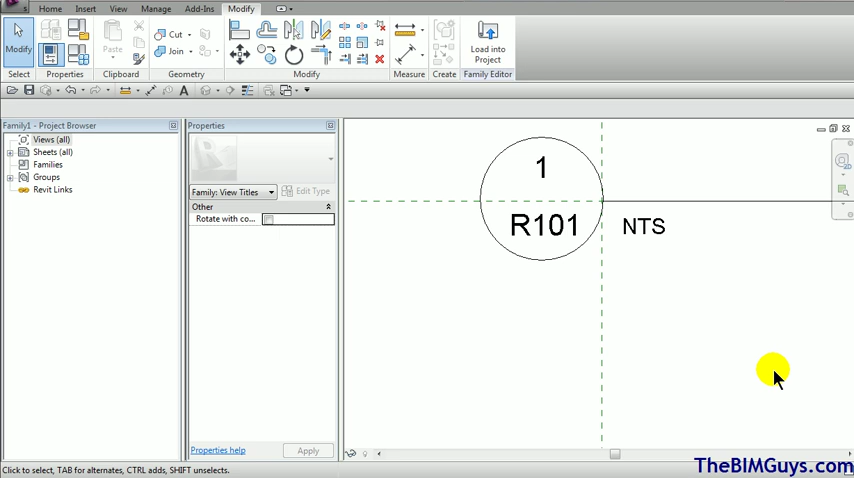 Home Insert View Manage Add-Ins Modify
Modify
Paste
Cut
Join
Load into
Project
Select Properties Clipboard Geometry Modify Measure Create Family Editor
A
Family1 - Project Browser
Views (all)
Sheets (all)
Families
Groups
Revit Links
Properties
R
Family: View Titles
Edit Type
Other
Rotate with co...
Properties help
Apply
1
R101
NTS
2D
Click to select, TAB for alternates, CTRL adds, SHIFT unselects.
TheBIMGuys.com